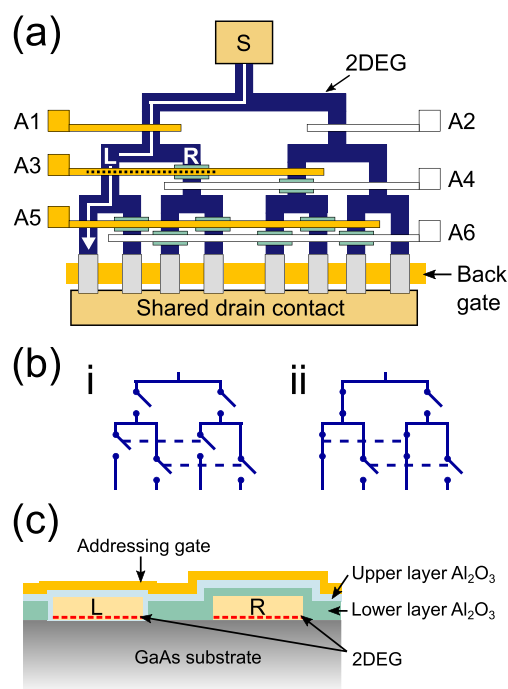 (a)
S
2DEG
A1
A2
L
R
A3
A4
A5
A6
Back
gate
Shared drain contact
(b)
i
ii
(c)
Addressing gate
Upper layer Al₂O₃
L
R
Lower layer Al₂O₃
2DEG
GaAs substrate